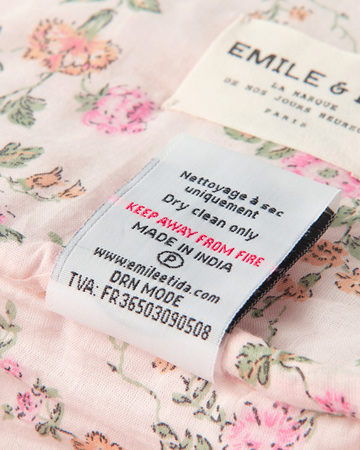 EMILE &
LA MARQUE
DE NOS JOURS HEUREUX
PARIS
Nettoyage à sec
uniquement
Dry clean only
KEEP AWAY FROM FIRE
MADE IN INDIA
P
www.emileetida.com
DRN MODE
TVA: FR36503090508